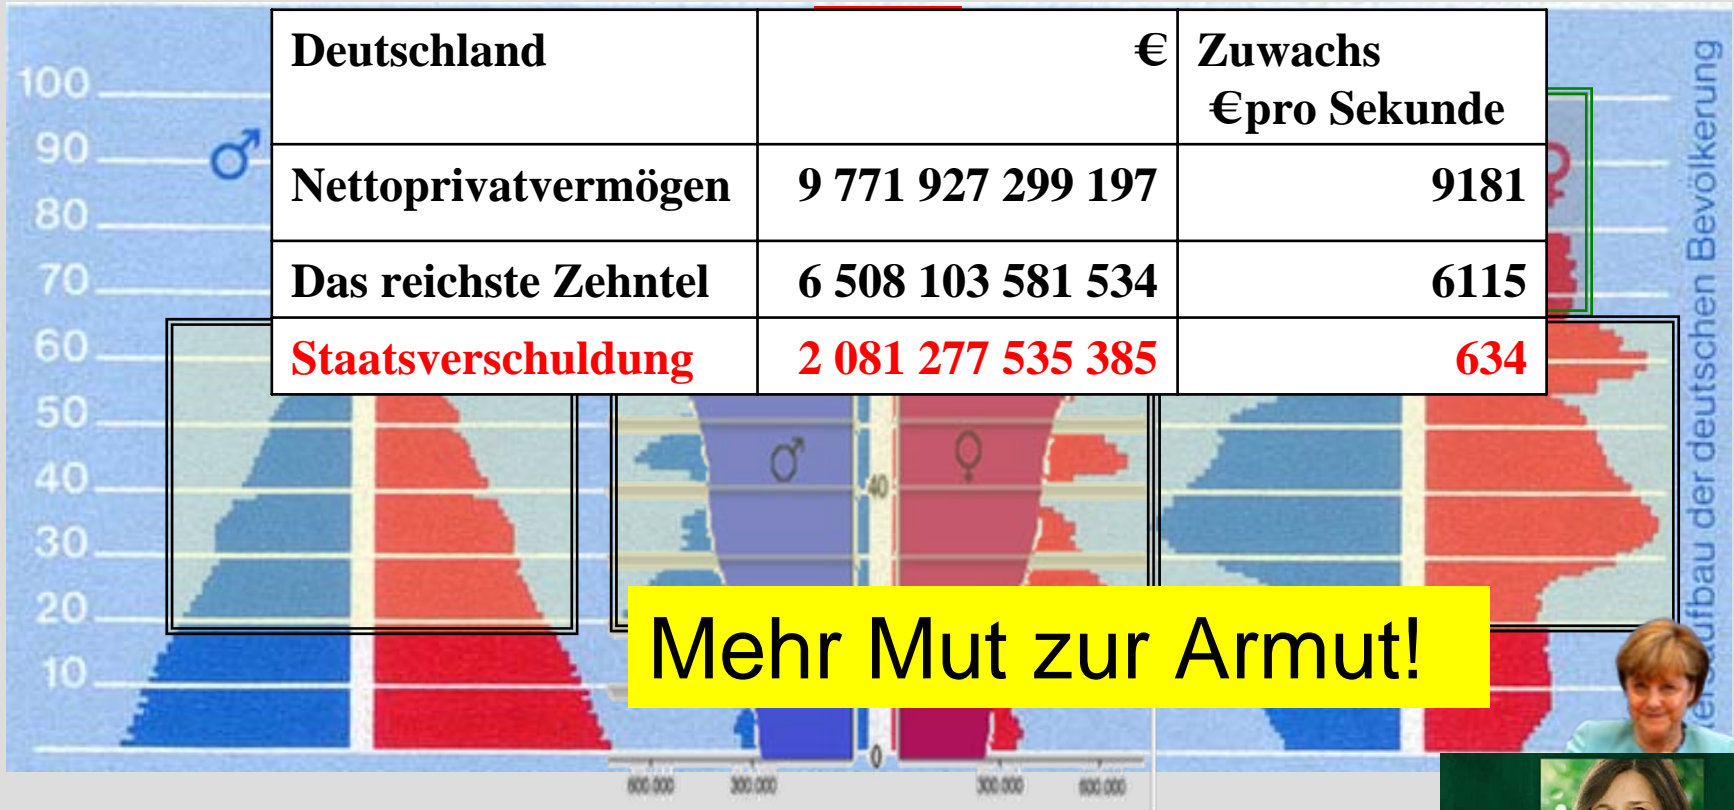 Deutschland € Zuwachs
€pro Sekunde
Nettoprivatvermögen 9 771 927 299 197 9181
Das reichste Zehntel 6 508 103 581 534 6115
Staatsverschuldung 2 081 277 535 385 634
100
90
80
70
60
50
40
30
20
10
♂
♀
♂
♀
40
0
600.000 300.000 300.000 600.000
Mehr Mut zur Armut!
der deutschen Bevölkerung